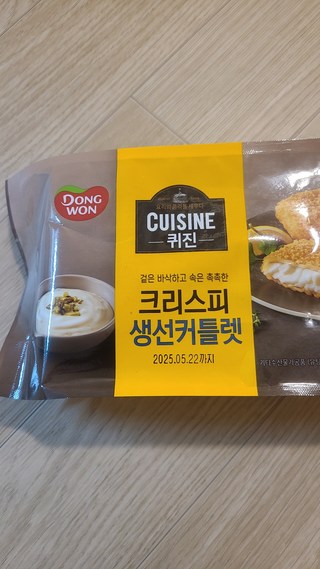 DONG
WON
CUISINE
퀴진
겉은 바삭하고 속은 촉촉한
크리스피
생선커틀렛
2025.05.22까지